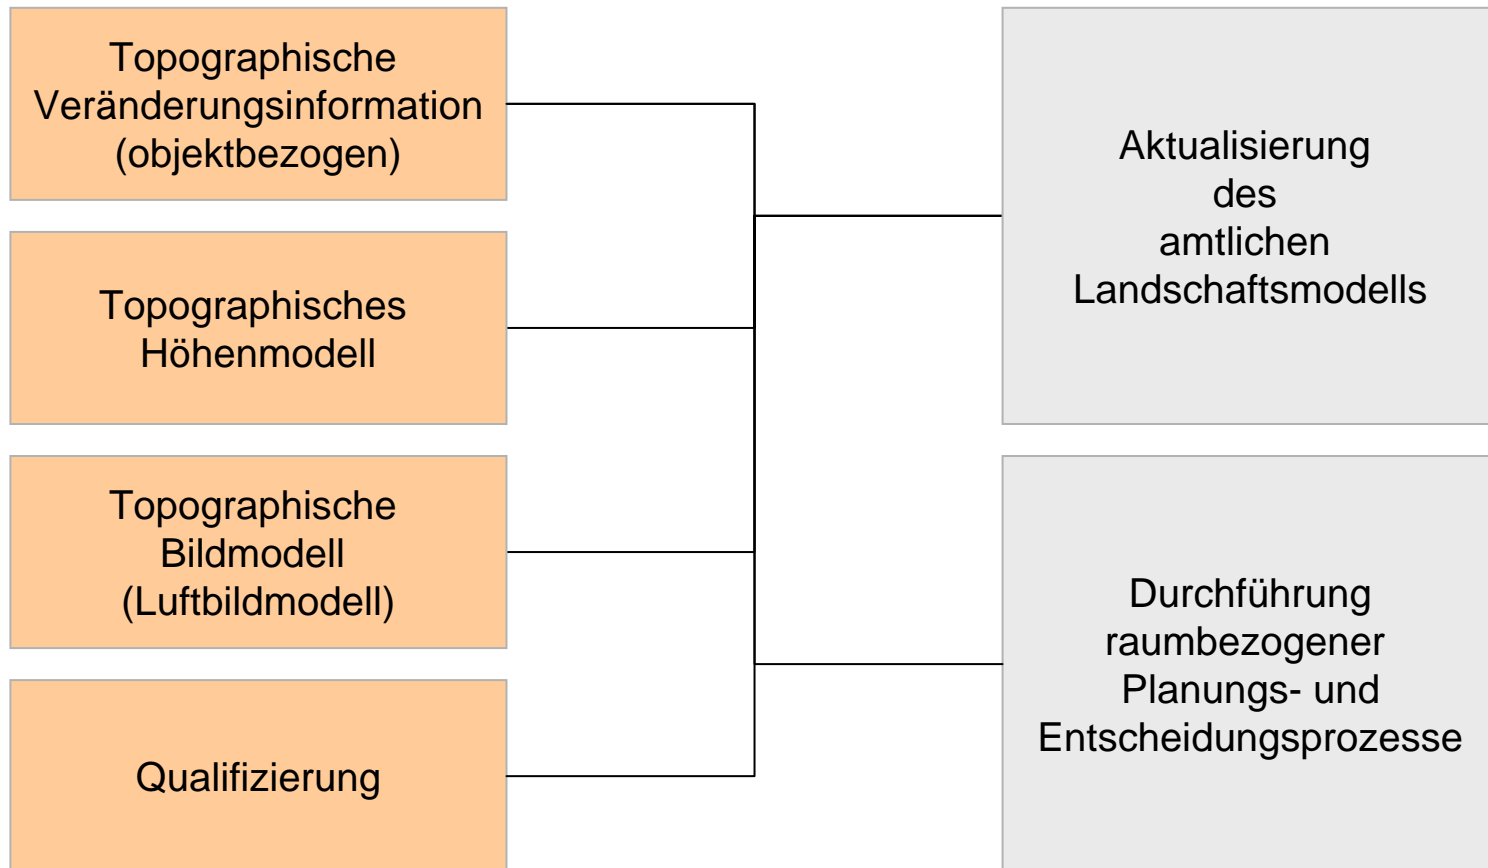 Topographische
Veränderungsinformation
(objektbezogen)
Topographisches
Höhenmodell
Topographische
Bildmodell
(Luftbildmodell)
Qualifizierung
Aktualisierung
des
amtlichen
Landschaftsmodells
Durchführung
raumbezogener
Planungs- und
Entscheidungsprozesse